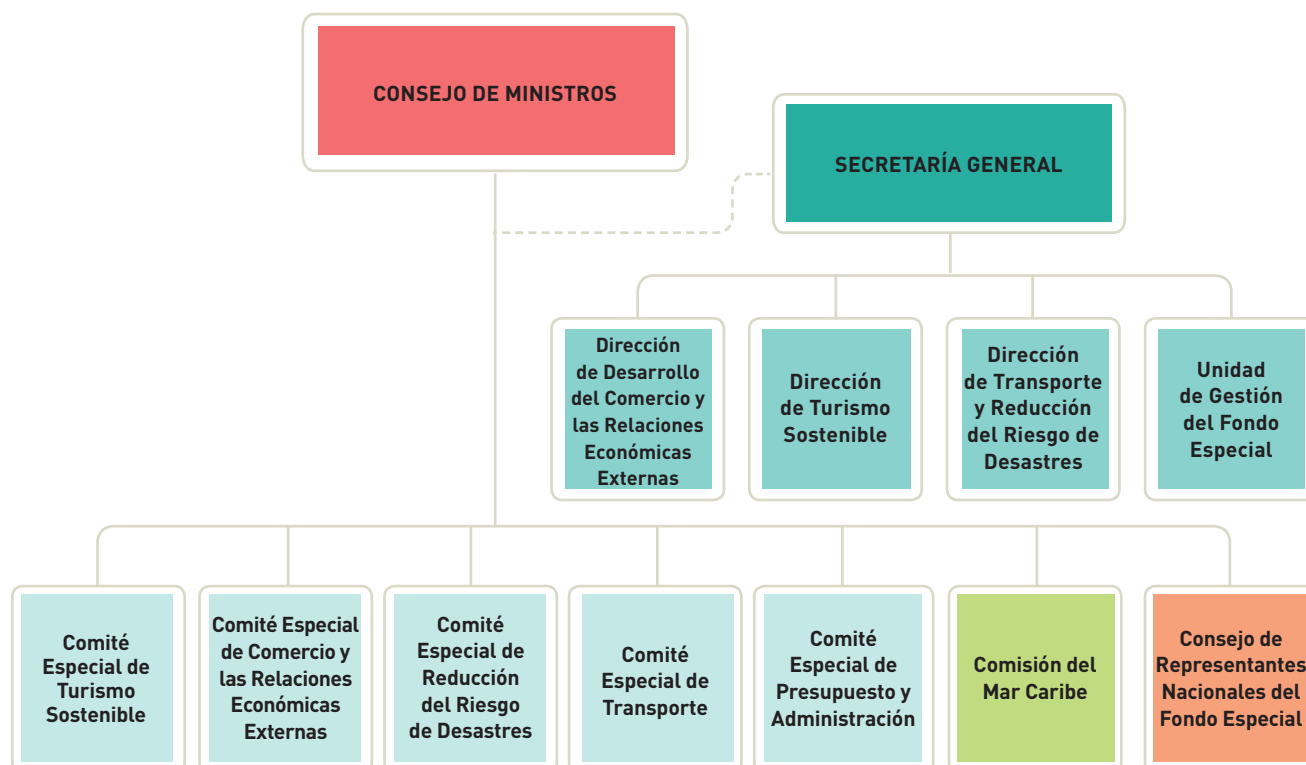 CONSEJO DE MINISTROS
SECRETARÍA GENERAL
Dirección
de Desarrollo
del Comercio y
las Relaciones
Económicas
Externas
Dirección
de Turismo
Sostenible
Dirección
de Transporte
y Reducción
del Riesgo de
Desastres
Unidad
de Gestión
del Fondo
Especial
Comité
Especial de
Turismo
Sostenible
Comité Especial
de Comercio y
las Relaciones
Económicas
Externas
Comité
Especial de
Reducción
del Riesgo
de Desastres
Comité
Especial de
Transporte
Comité
Especial de
Presupuesto y
Administración
Comisión del
Mar Caribe
Consejo de
Representantes
Nacionales del
Fondo Especial